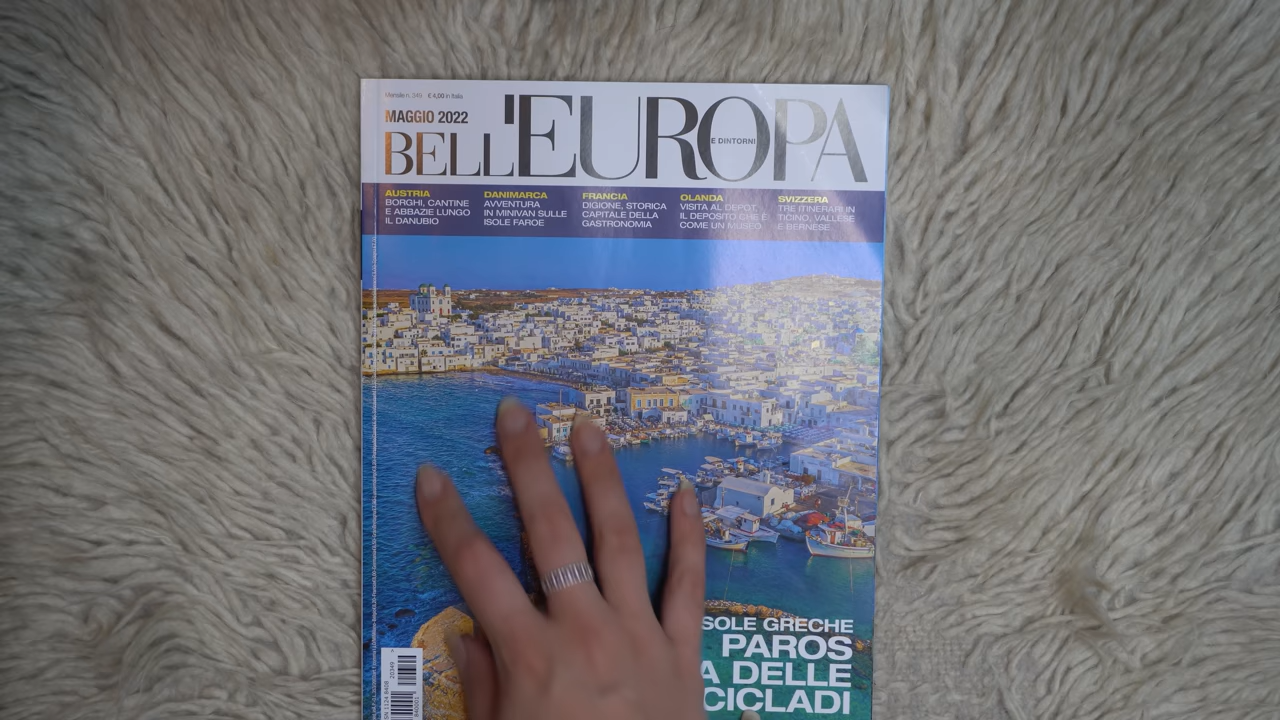 Mensile n. 349 € 4,00 in Italia
MAGGIO 2022
BELL'EUROPA
E DINTORNI
AUSTRIA
BORGHI, CANTINE
E ABBAZIE LUNGO
IL DANUBIO
DANIMARCA
AVVENTURA
IN MINIVAN SULLE
ISOLE FAROE
FRANCIA
DIGIONE, STORICA
CAPITALE DELLA
GASTRONOMIA
OLANDA
VISITA AL DEPOT,
IL DEPOSITO CHE È
COME UN MUSEO
SVIZZERA
TRE ITINERARI IN
TICINO, VALLESE
E BERNESE
SOLE GRECHE
PAROS
A DELLE
CICLADI
20349